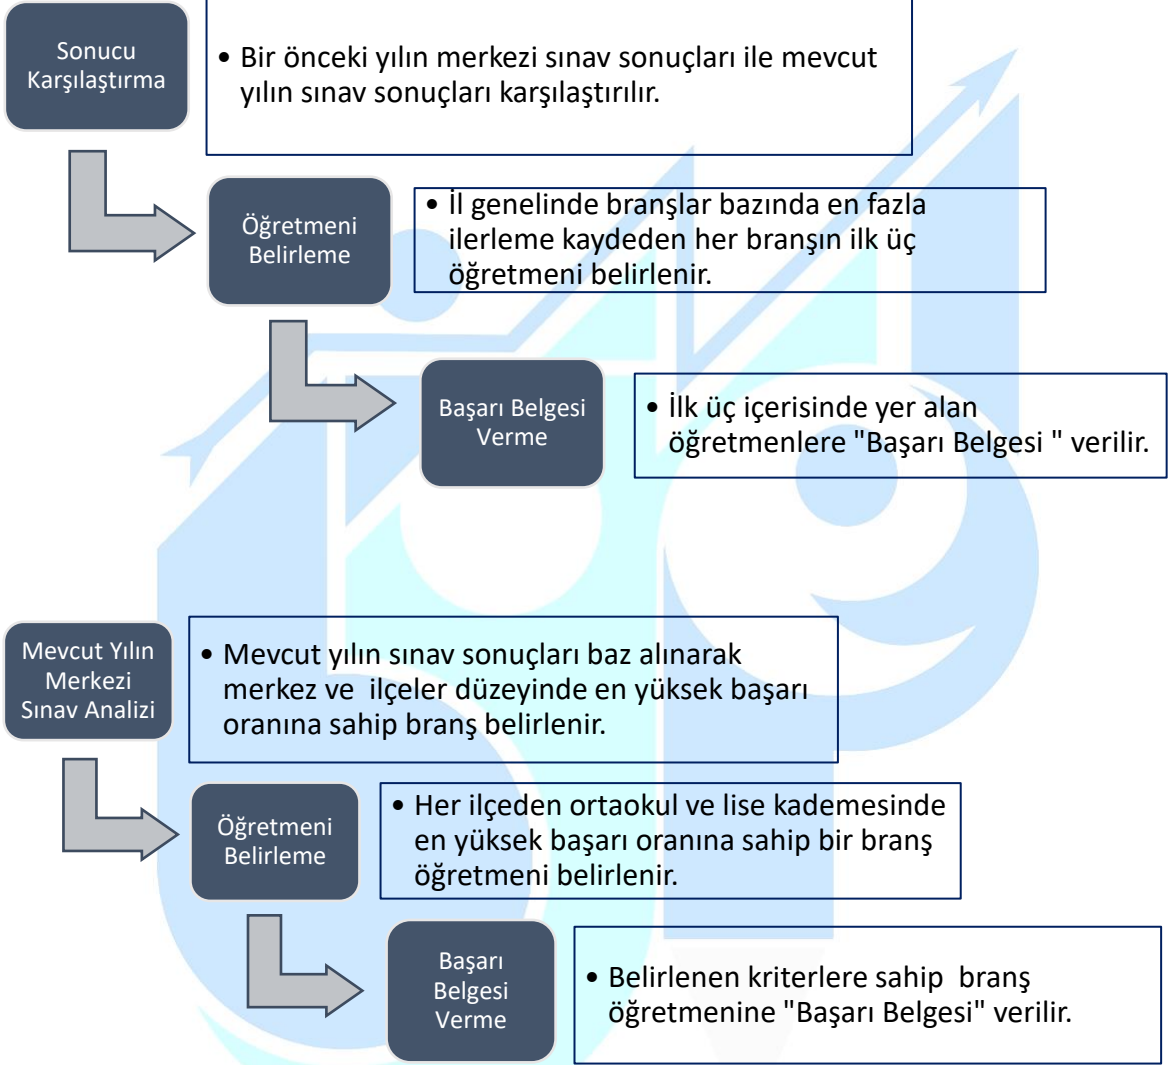 Sonucu
Karşılaştırma
• Bir önceki yılın merkezi sınav sonuçları ile mevcut
yılın sınav sonuçları karşılaştırılır.
Öğretmeni
Belirleme
• İl genelinde branşlar bazında en fazla
ilerleme kaydeden her branşın ilk üç
öğretmeni belirlenir.
Başarı Belgesi
Verme
• İlk üç içerisinde yer alan
öğretmenlere "Başarı Belgesi " verilir.
Mevcut Yılın
Merkezi
Sınav Analizi
• Mevcut yılın sınav sonuçları baz alınarak
merkez ve  ilçeler düzeyinde en yüksek başarı
oranına sahip branş belirlenir.
Öğretmeni
Belirleme
• Her ilçeden ortaokul ve lise kademesinde
en yüksek başarı oranına sahip bir branş
öğretmeni belirlenir.
Başarı
Belgesi
Verme
• Belirlenen kriterlere sahip  branş
öğretmenine "Başarı Belgesi" verilir.